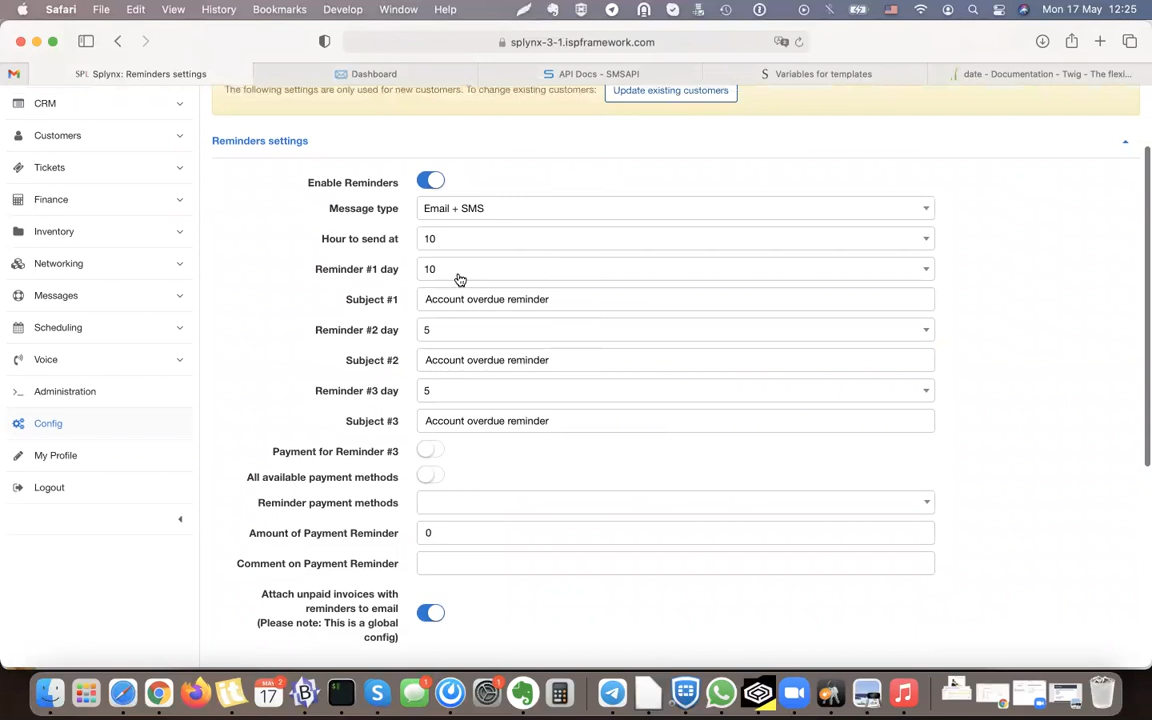 Safari File Edit View History Bookmarks Develop Window Help Mon 17 May 12:25
splynx-3-1.ispframework.com
SPL Splynx: Reminders settings Dashboard API Docs - SMSAPI Variables for templates date - Documentation - Twig - The flexi...
The following settings are only used for new customers. To change existing customers: Update existing customers
CRM
Customers
Tickets
Finance
Inventory
Networking
Messages
Scheduling
Voice
Administration
Config
My Profile
Logout
Reminders settings
Enable Reminders
Message type Email + SMS
Hour to send at 10
Reminder #1 day 10
Subject #1 Account overdue reminder
Reminder #2 day 5
Subject #2 Account overdue reminder
Reminder #3 day 5
Subject #3 Account overdue reminder
Payment for Reminder #3
All available payment methods
Reminder payment methods
Amount of Payment Reminder 0
Comment on Payment Reminder
Attach unpaid invoices with
reminders to email
(Please note: This is a global
config)
MAY 2
17
1
1